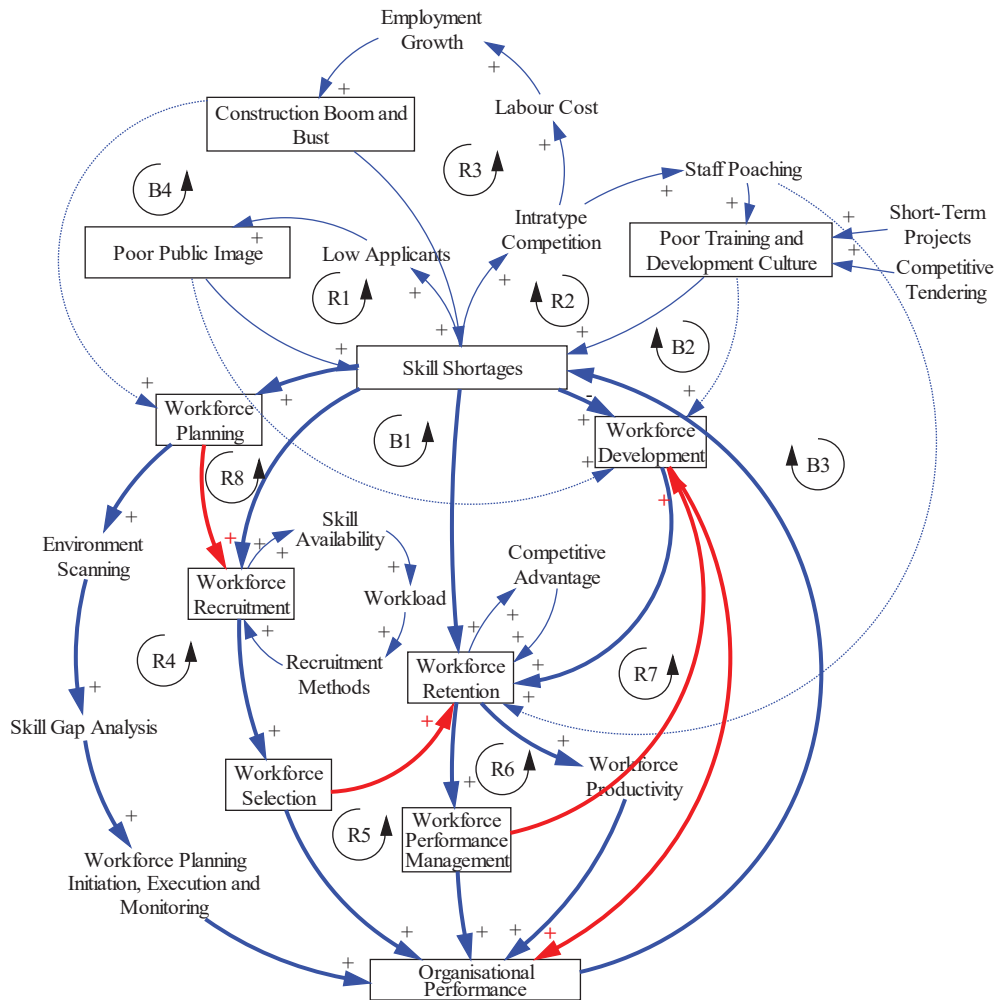 Employment
Growth
Construction Boom and
Bust
Labour Cost
R3
B4
Staff Poaching
Short-Term
Projects
Poor Public Image
Low Applicants
Intratype
Competition
Poor Training and
Development Culture
Competitive
Tendering
R1
R2
B2
Skill Shortages
Workforce
Planning
B1
Workforce
Development
B3
R8
Environment
Scanning
Skill
Availability
Competitive
Advantage
Workforce
Recruitment
Workload
R4
Recruitment
Methods
Workforce
Retention
R7
Skill Gap Analysis
Workforce
Selection
R6
Workforce
Productivity
R5
Workforce
Performance
Management
Workforce Planning
Initiation, Execution and
Monitoring
Organisational
Performance